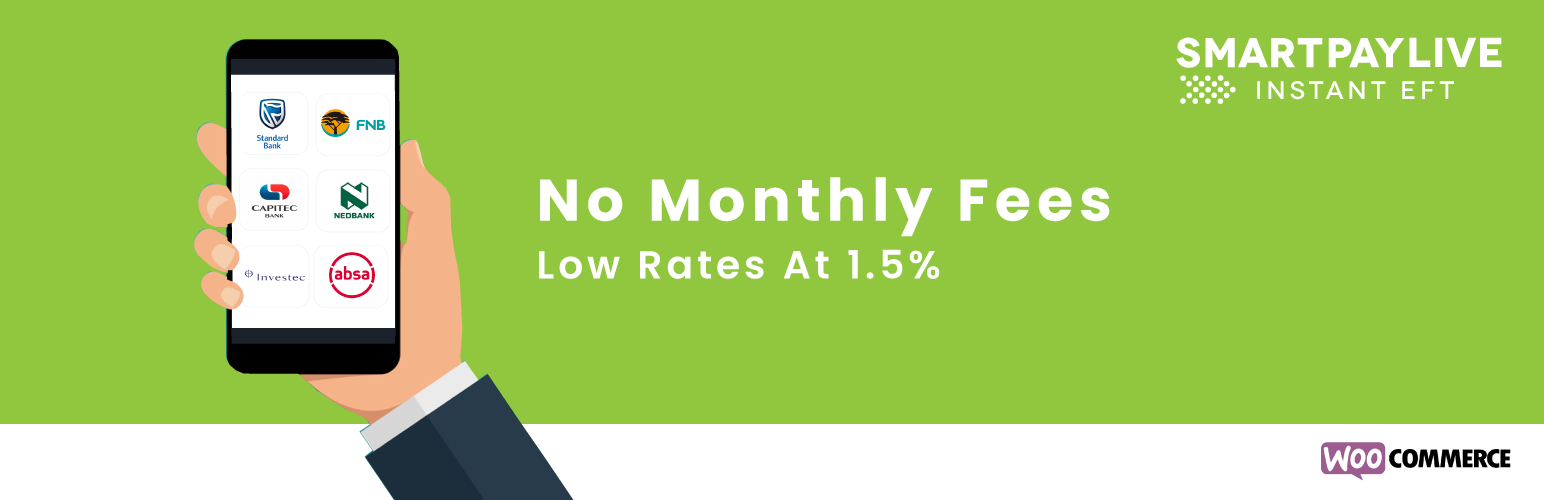 SMARTPAYLIVE
INSTANT EFT
Standard
Bank
FNB
CAPITEC
BANK
NEDBANK
Investec
absa
No Monthly Fees
Low Rates At 1.5%
WOO COMMERCE